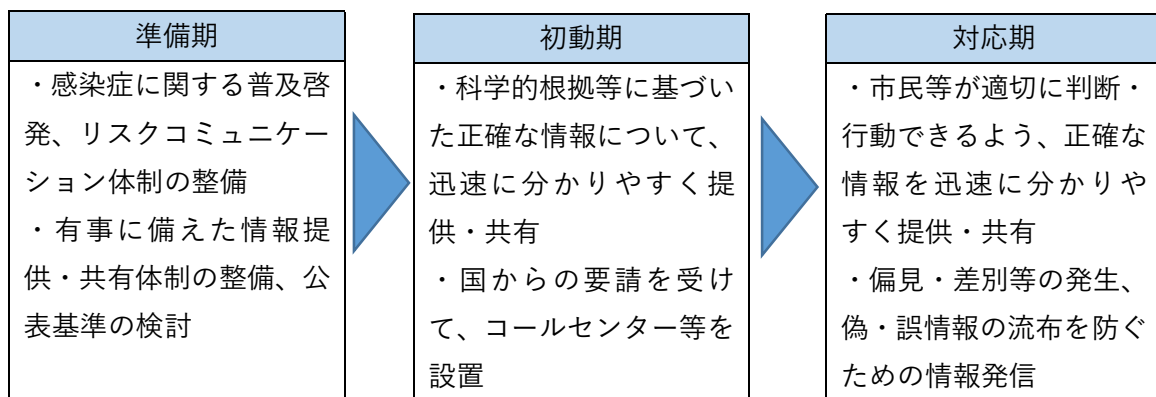 準備期
・感染症に関する普及啓
発、リスクコミュニケー
ション体制の整備
・有事に備えた情報提
供・共有体制の整備、公
表基準の検討
初動期
・科学的根拠等に基づい
た正確な情報について、
迅速に分かりやすく提
供・共有
・国からの要請を受け
て、コールセンター等を
設置
対応期
・市民等が適切に判断・
行動できるよう、正確な
情報を迅速に分かりや
すく提供・共有
・偏見・差別等の発生、
偽・誤情報の流布を防ぐ
ための情報発信